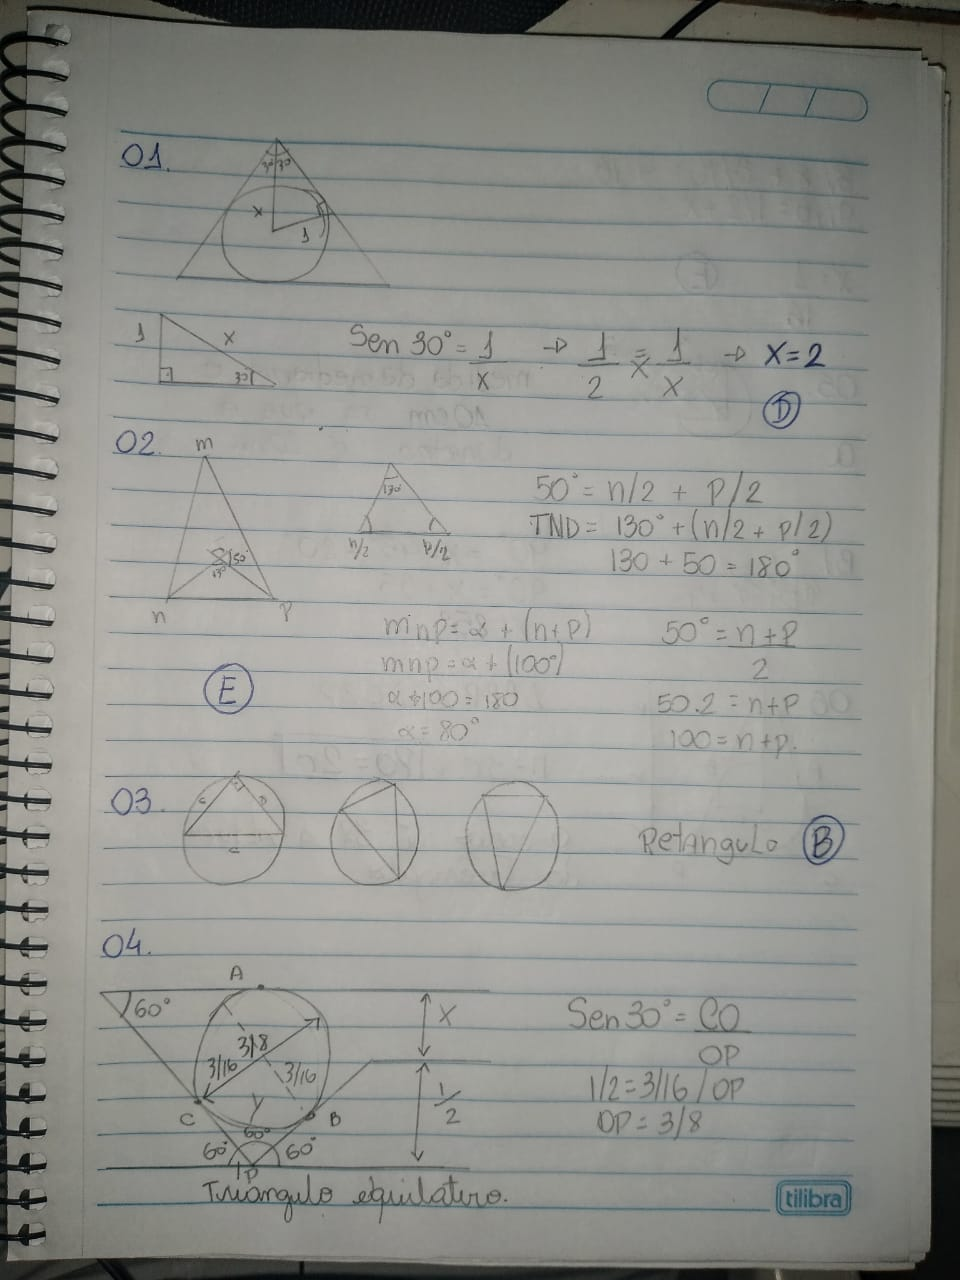 01.
30° 30°
x
1
1 x 30°
Sen 30° = 1/x → 1/2 = 1/x → x=2
D
02.
m
α 50°
130°
n P
130°
n/2 P/2
50° = n/2 + P/2
TND = 130° + (n/2 + P/2)
130 + 50 = 180°
mnp = α + (n+p)
mnp = α + (100°)
α+100 = 180
α = 80°
50° = n+p
2
50.2 = n+p
100 = n+p.
E
03.
Retangulo B
04.
A
60°
3/8
3/16 3/16
C Y B
60°
60° 60°
P
x
1/2
Sen 30° = CO
OP
1/2 = 3/16 / OP
OP = 3/8
Triângulo equilatero.
tilibra